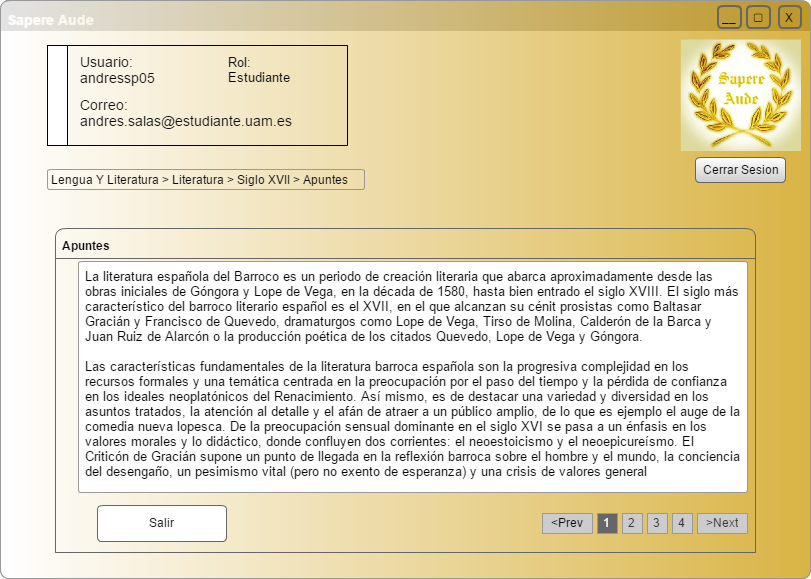 Sapere Aude
__ □ X
Usuario:
andressp05
Rol:
Estudiante
Correo:
andres.salas@estudiante.uam.es
Sapere
Aude
Cerrar Sesion
Lengua Y Literatura > Literatura > Siglo XVII > Apuntes
Apuntes
La literatura española del Barroco es un periodo de creación literaria que abarca aproximadamente desde las
obras iniciales de Góngora y Lope de Vega, en la década de 1580, hasta bien entrado el siglo XVIII. El siglo más
característico del barroco literario español es el XVII, en el que alcanzan su cénit prosistas como Baltasar
Gracián y Francisco de Quevedo, dramaturgos como Lope de Vega, Tirso de Molina, Calderón de la Barca y
Juan Ruiz de Alarcón o la producción poética de los citados Quevedo, Lope de Vega y Góngora.
Las características fundamentales de la literatura barroca española son la progresiva complejidad en los
recursos formales y una temática centrada en la preocupación por el paso del tiempo y la pérdida de confianza
en los ideales neoplatónicos del Renacimiento. Así mismo, es de destacar una variedad y diversidad en los
asuntos tratados, la atención al detalle y el afán de atraer a un público amplio, de lo que es ejemplo el auge de la
comedia nueva lopesca. De la preocupación sensual dominante en el siglo XVI se pasa a un énfasis en los
valores morales y lo didáctico, donde confluyen dos corrientes: el neoestoicismo y el neoepicureísmo. El
Criticón de Gracián supone un punto de llegada en la reflexión barroca sobre el hombre y el mundo, la conciencia
del desengaño, un pesimismo vital (pero no exento de esperanza) y una crisis de valores general
Salir
<Prev 1 2 3 4 >Next